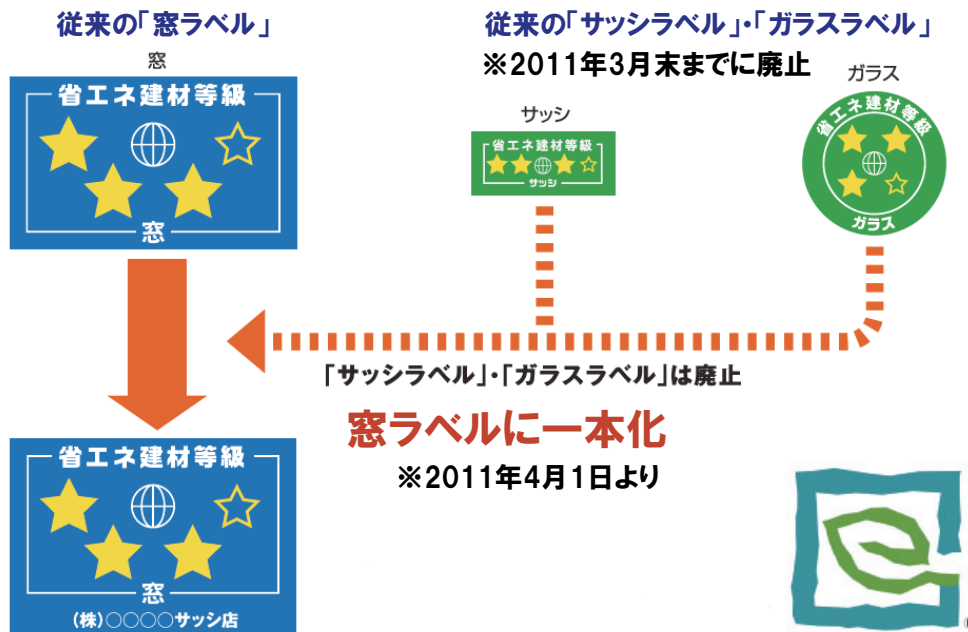 従来の「窓ラベル」
窓
省エネ建材等級
窓
従来の「サッシラベル」・「ガラスラベル」
※2011年3月末までに廃止
サッシ
省エネ建材等級
サッシ
ガラス
省エネ建材等級
ガラス
「サッシラベル」・「ガラスラベル」は廃止
窓ラベルに一本化
※2011年4月1日より
省エネ建材等級
窓
(株)○○○○サッシ店